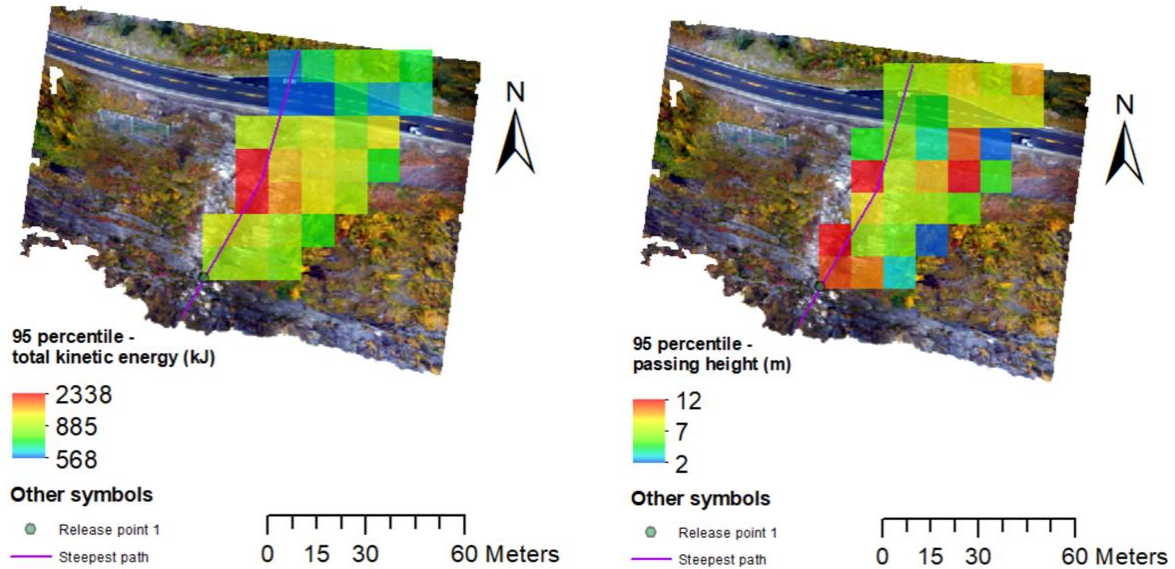 N
95 percentile -
total kinetic energy (kJ)
2338
885
568
Other symbols
Release point 1
Steepest path
0 15 30 60 Meters
N
95 percentile -
passing height (m)
12
7
2
Other symbols
Release point 1
Steepest path
0 15 30 60 Meters